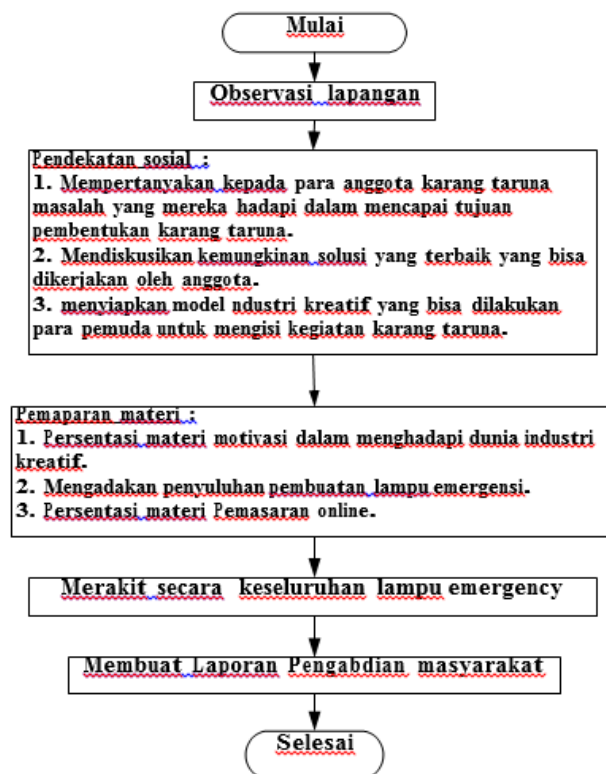 Mulai
Observasi lapangan
Pendekatan sosial :
1. Mempertanyakan kepada para anggota karang taruna
masalah yang mereka hadapi dalam mencapai tujuan
pembentukan karang taruna.
2. Mendiskusikan kemungkinan solusi yang terbaik yang bisa
dikerjakan oleh anggota.
3. menyiapkan model ndustri kreatif yang bisa dilakukan
para pemuda untuk mengisi kegiatan karang taruna.
Pemaparan materi :
1. Persentasi materi motivasi dalam menghadapi dunia industri
kreatif.
2. Mengadakan penyuluhan pembuatan lampu emergensi.
3. Persentasi materi Pemasaran online.
Merakit secara keseluruhan lampu emergency
Membuat Laporan Pengabdian masyarakat
Selesai